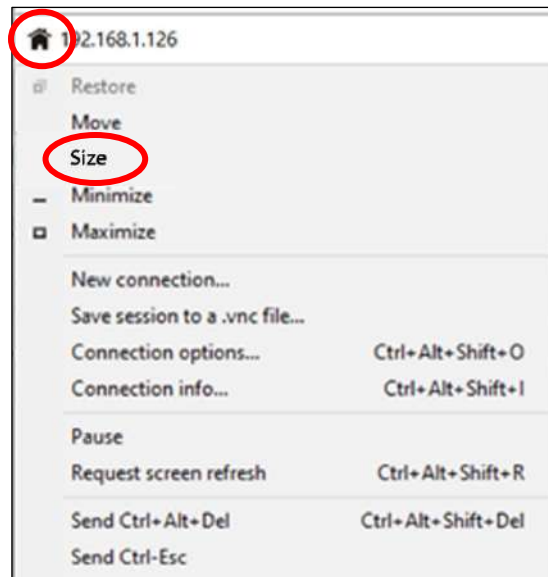 192.168.1.126
Restore
Move
Size
Minimize
Maximize
New connection...
Save session to a .vnc file...
Connection options... Ctrl+Alt+Shift+O
Connection info... Ctrl+Alt+Shift+I
Pause
Request screen refresh Ctrl+Alt+Shift+R
Send Ctrl+Alt+Del Ctrl+Alt+Shift+Del
Send Ctrl-Esc